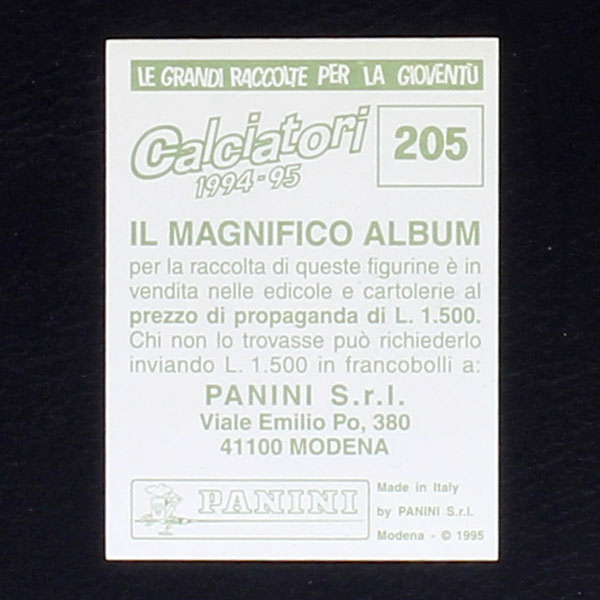 LE GRANDI RACCOLTE PER LA GIOVENTÙ
Calciatori
1994-95
205
IL MAGNIFICO ALBUM
per la raccolta di queste figurine è in
vendita nelle edicole e cartolerie al
prezzo di propaganda di L. 1.500.
Chi non lo trovasse può richiederlo
inviando L. 1.500 in francobolli a:
PANINI S.r.l.
Viale Emilio Po, 380
41100 MODENA
PANINI
Made in Italy
by PANINI S.r.l.
Modena - © 1995